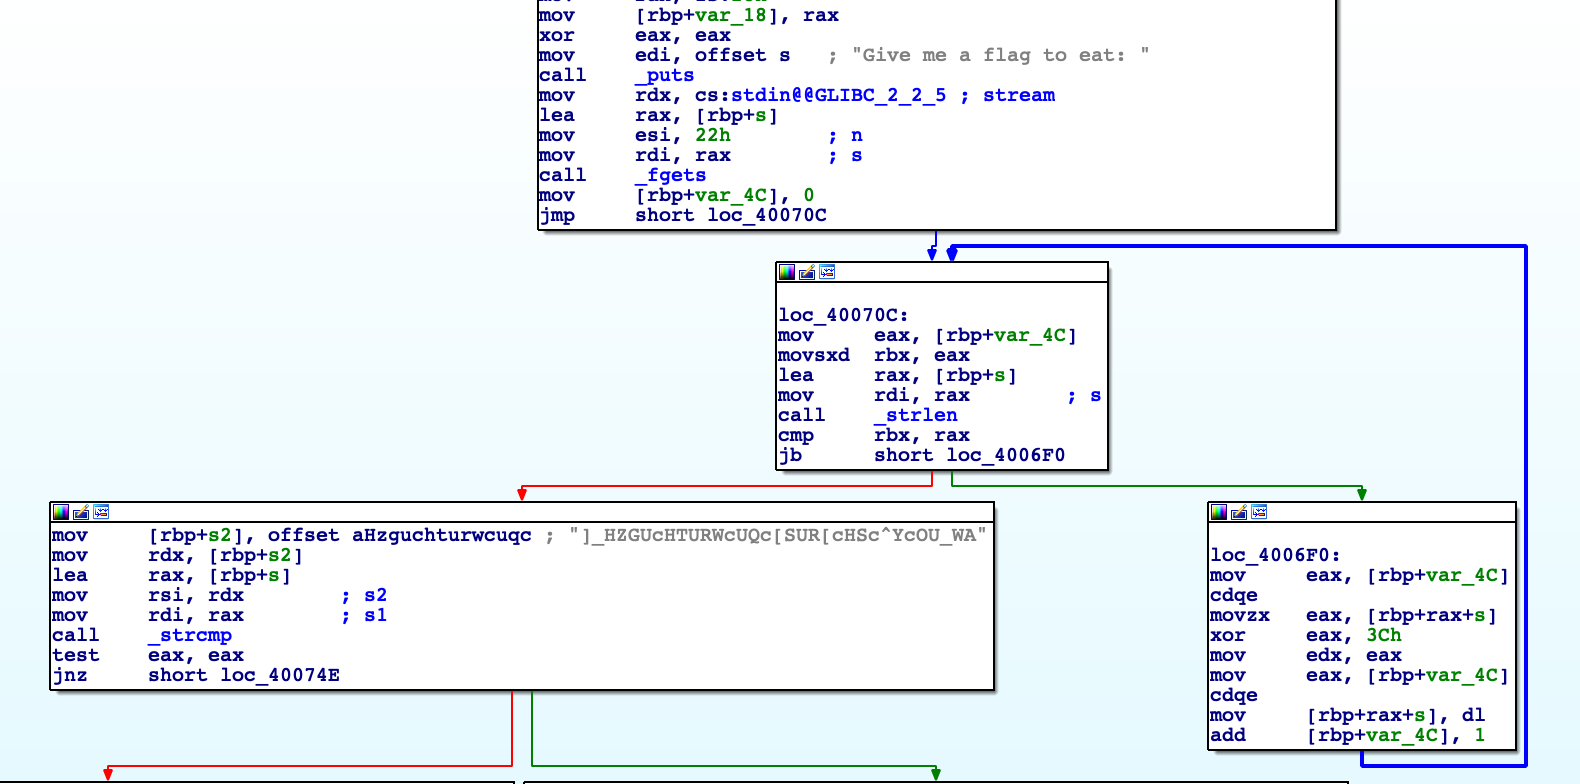 mov [rbp+var_18], rax
xor eax, eax
mov edi, offset s ; "Give me a flag to eat: "
call _puts
mov rdx, cs:stdin@@GLIBC_2_2_5 ; stream
lea rax, [rbp+s]
mov esi, 22h ; n
mov rdi, rax ; s
call _fgets
mov [rbp+var_4C], 0
jmp short loc_40070C
loc_40070C:
mov eax, [rbp+var_4C]
movsxd rbx, eax
lea rax, [rbp+s]
mov rdi, rax ; s
call _strlen
cmp rbx, rax
jb short loc_4006F0
mov [rbp+s2], offset aHzguchturwcuqc ; "]_HZGUcHTURWcUQc[SUR[cHSc^YcOU_WA"
mov rdx, [rbp+s2]
lea rax, [rbp+s]
mov rsi, rdx ; s2
mov rdi, rax ; s1
call _strcmp
test eax, eax
jnz short loc_40074E
loc_4006F0:
mov eax, [rbp+var_4C]
cdqe
movzx eax, [rbp+rax+s]
xor eax, 3Ch
mov edx, eax
mov eax, [rbp+var_4C]
cdqe
mov [rbp+rax+s], dl
add [rbp+var_4C], 1